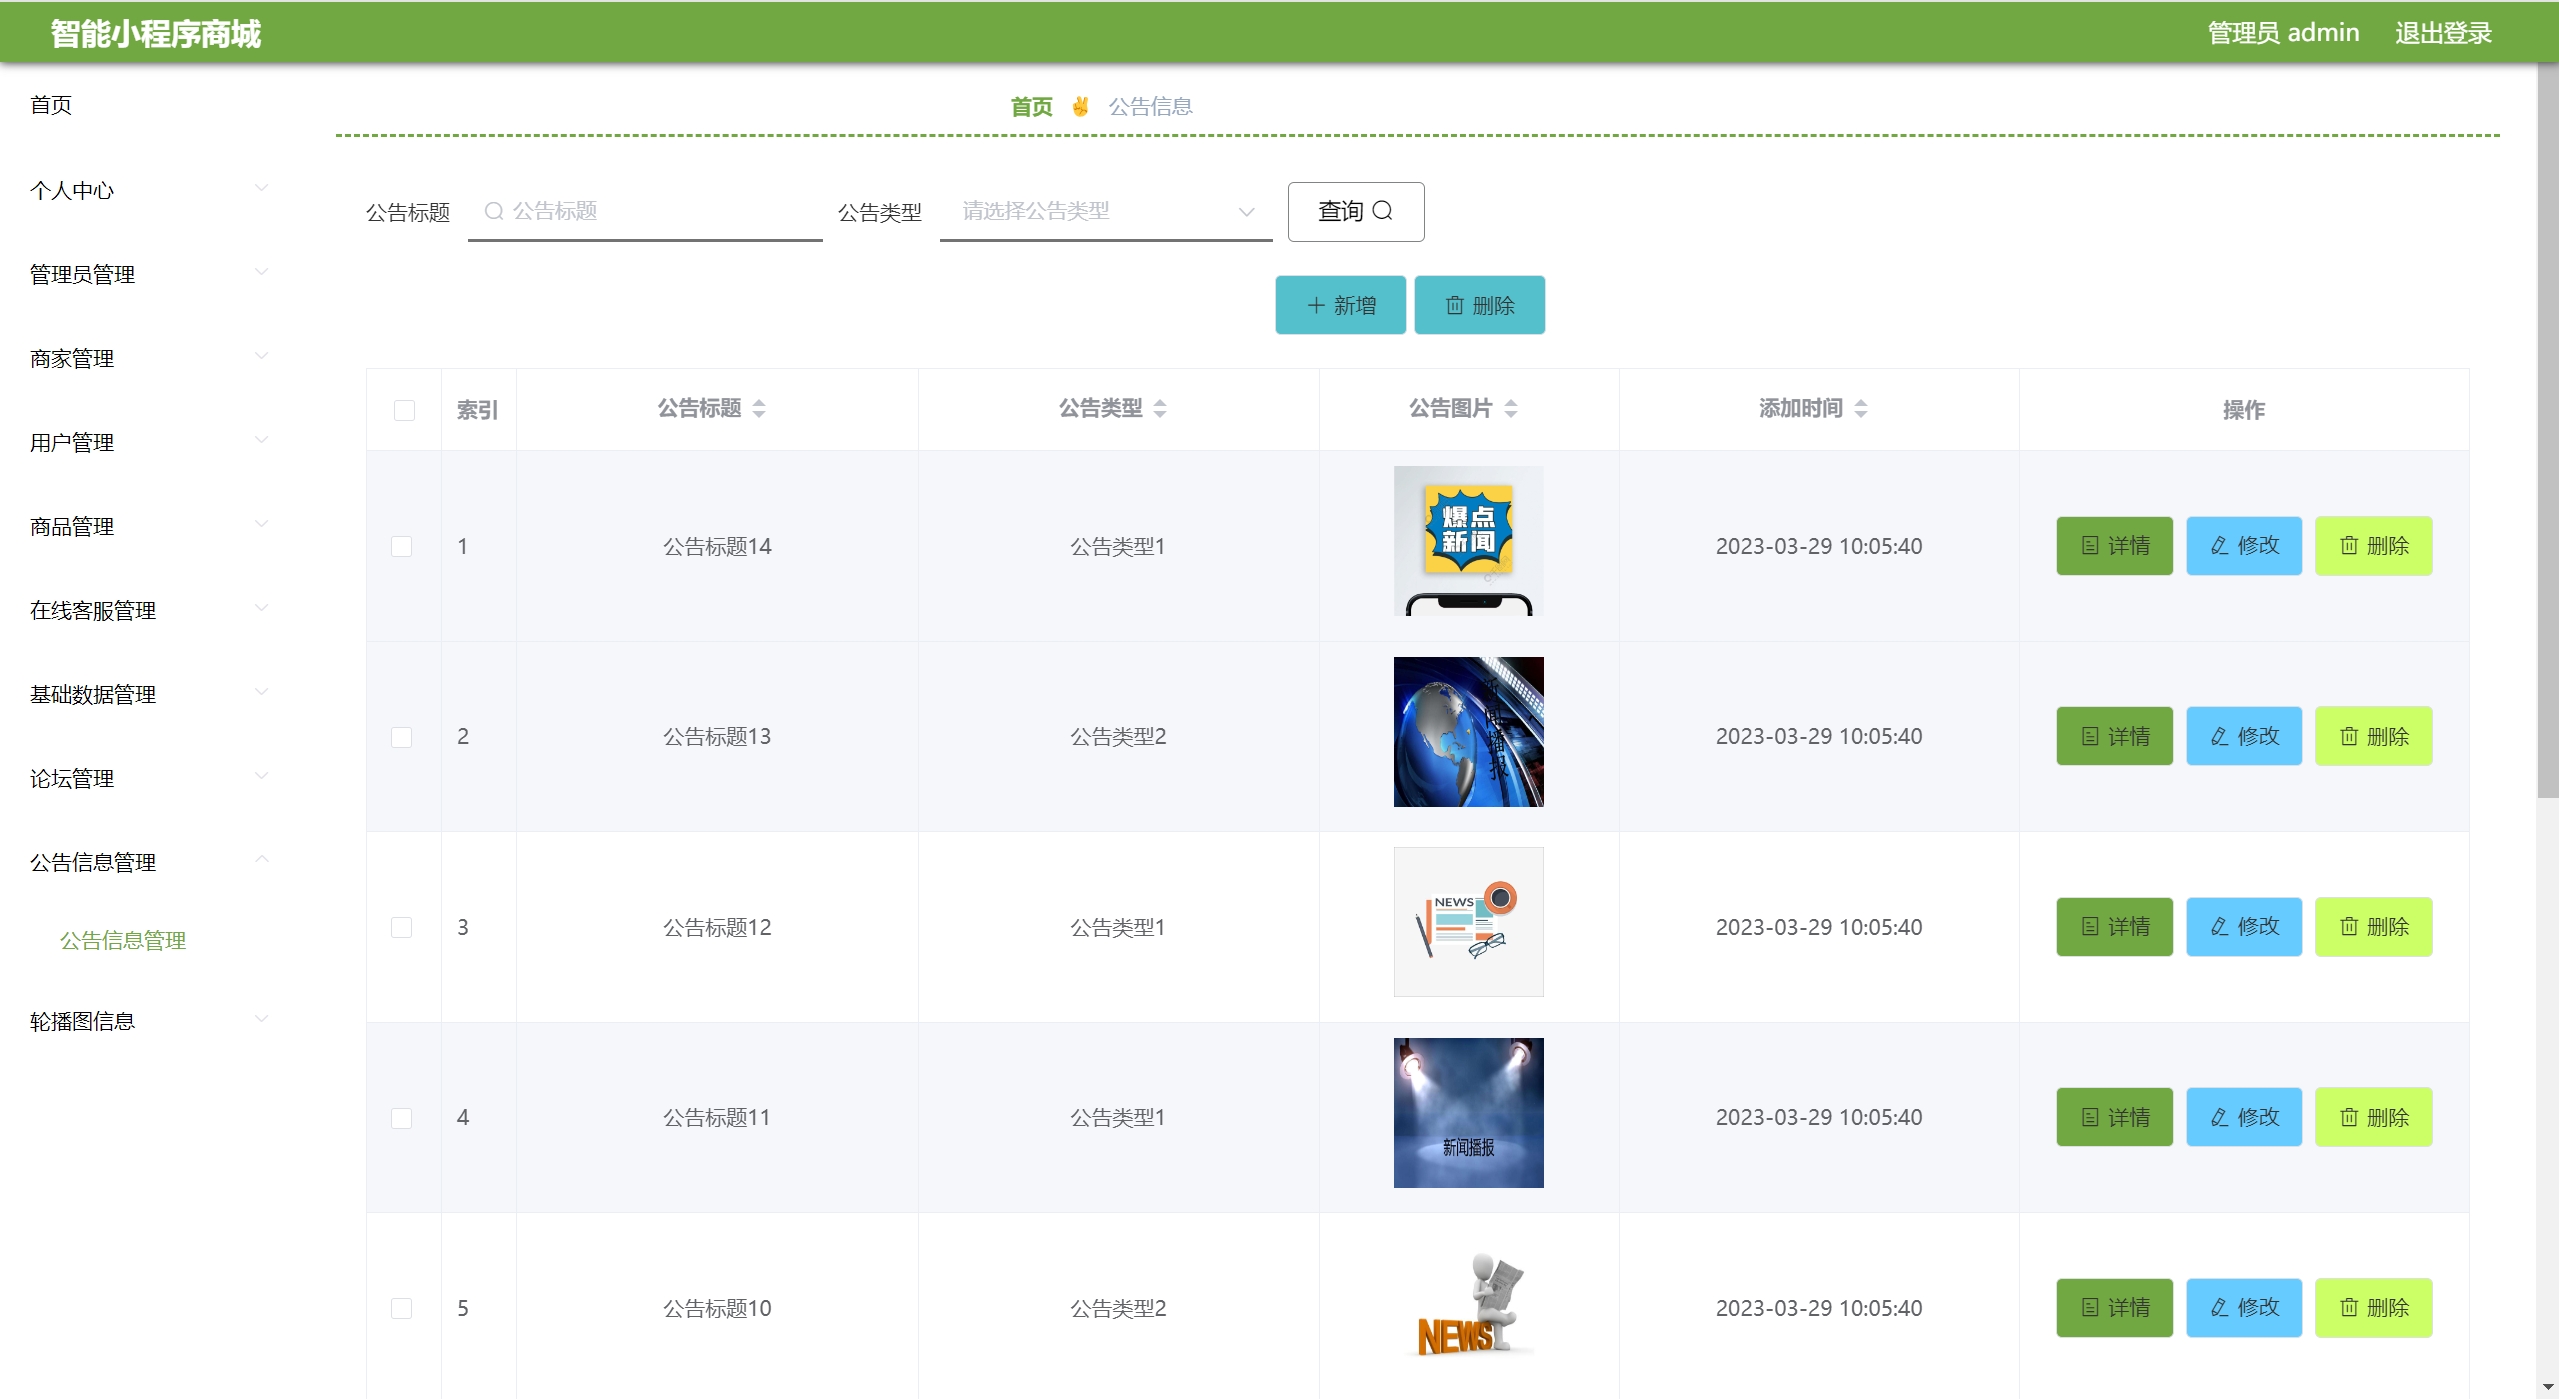 智能小程序商城
管理员 admin 退出登录
首页
个人中心
管理员管理
商家管理
用户管理
商品管理
在线客服管理
基础数据管理
论坛管理
公告信息管理
公告信息管理
轮播图信息
首页 ✌ 公告信息
公告标题 公告标题 公告类型 请选择公告类型 查询
新增 删除
索引 公告标题 公告类型 公告图片 添加时间 操作
1 公告标题14 公告类型1 2023-03-29 10:05:40 详情 修改 删除
爆点
新闻
2 公告标题13 公告类型2 2023-03-29 10:05:40 详情 修改 删除
新闻播报
3 公告标题12 公告类型1 2023-03-29 10:05:40 详情 修改 删除
NEWS
4 公告标题11 公告类型1 2023-03-29 10:05:40 详情 修改 删除
新闻播报
5 公告标题10 公告类型2 2023-03-29 10:05:40 详情 修改 删除
NEWS